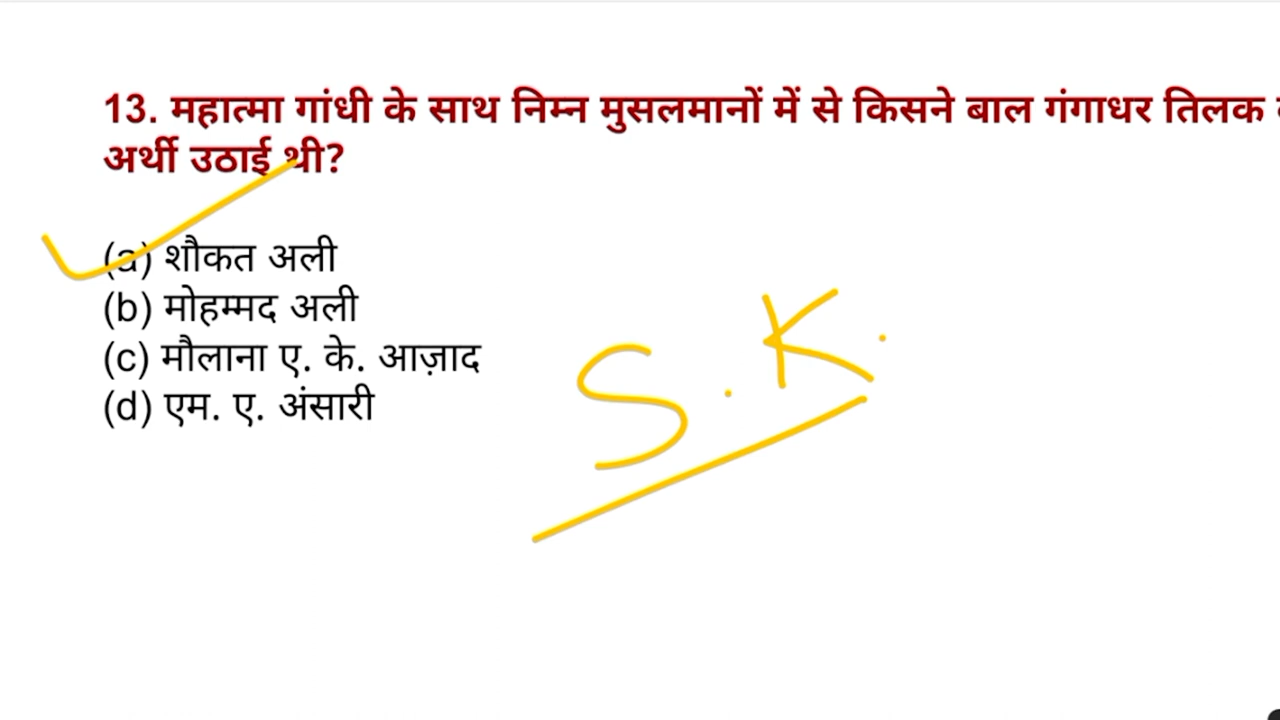 13. महात्मा गांधी के साथ निम्न मुसलमानों में से किसने बाल गंगाधर तिलक
अर्थी उठाई थी?
(a) शौकत अली
(b) मोहम्मद अली
(c) मौलाना ए. के. आज़ाद
(d) एम. ए. अंसारी
S.K.